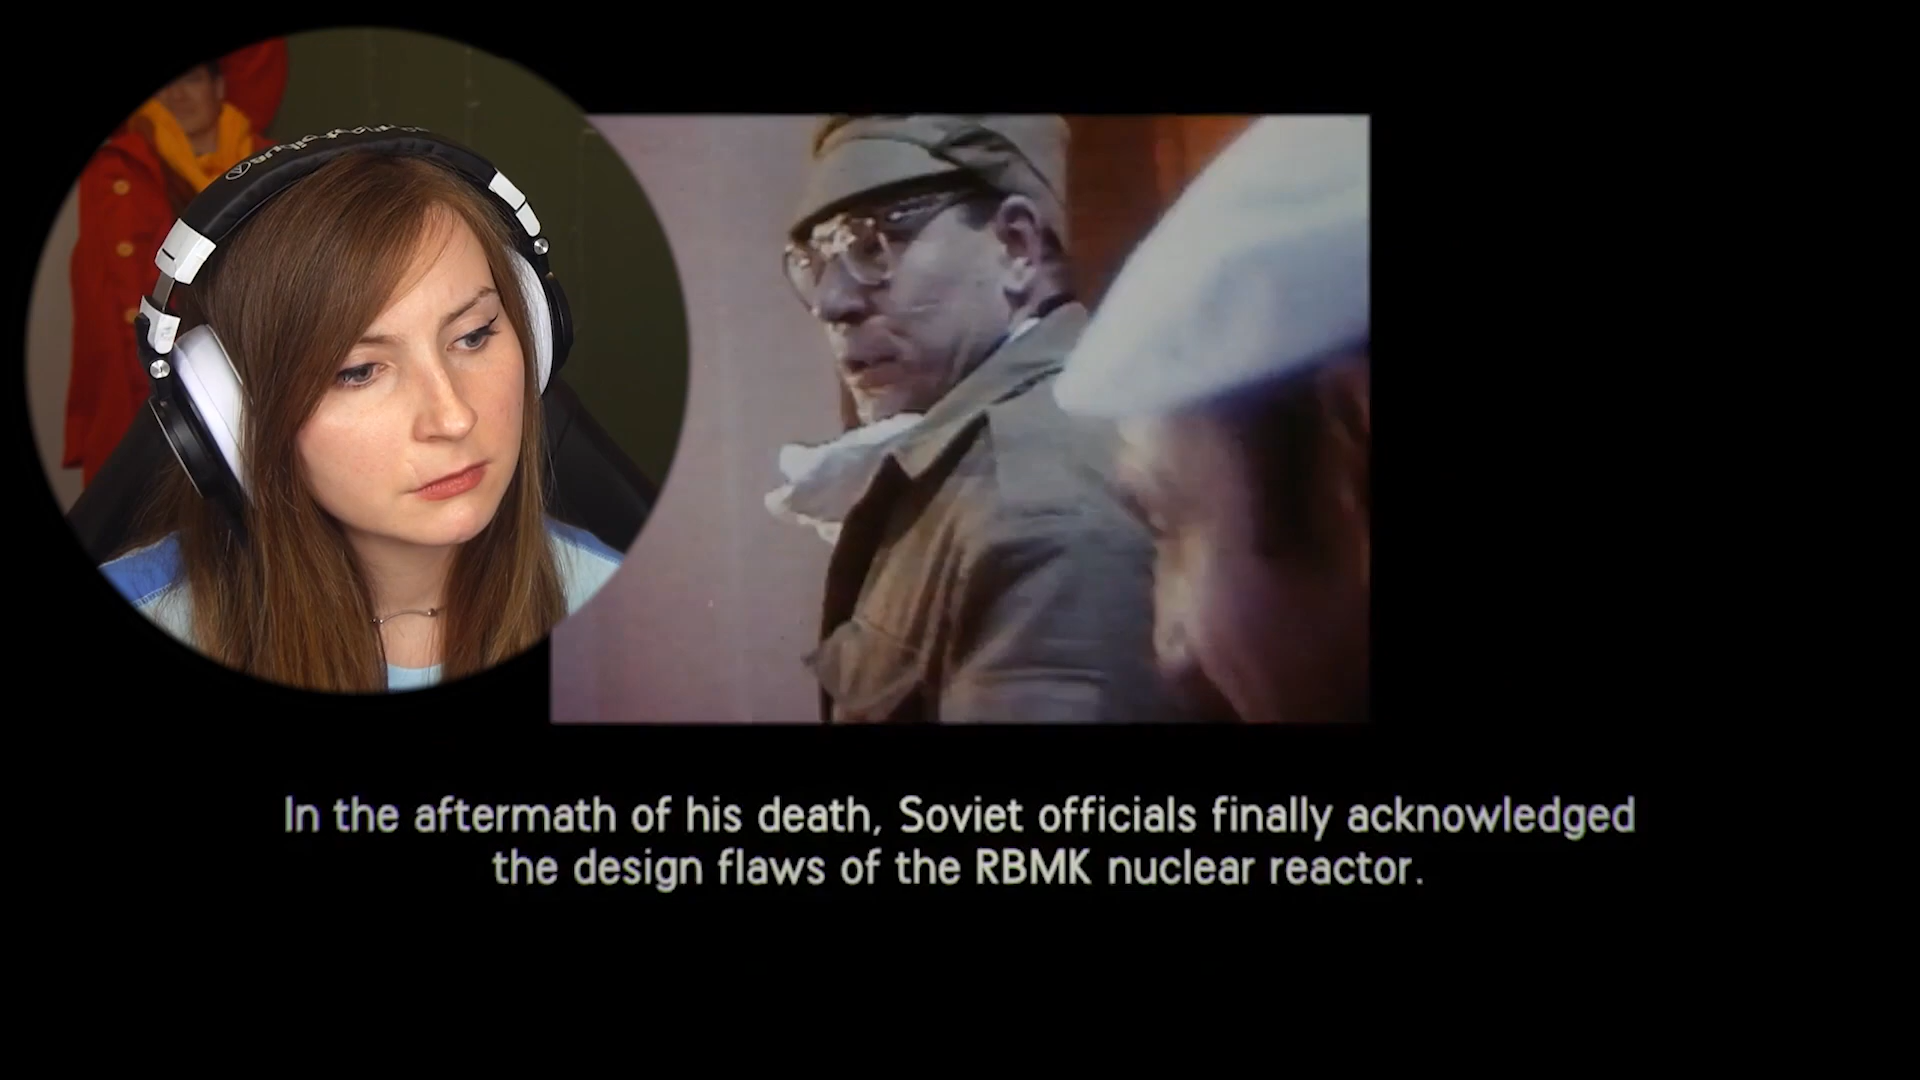 In the aftermath of his death, Soviet officials finally acknowledged
the design flaws of the RBMK nuclear reactor.